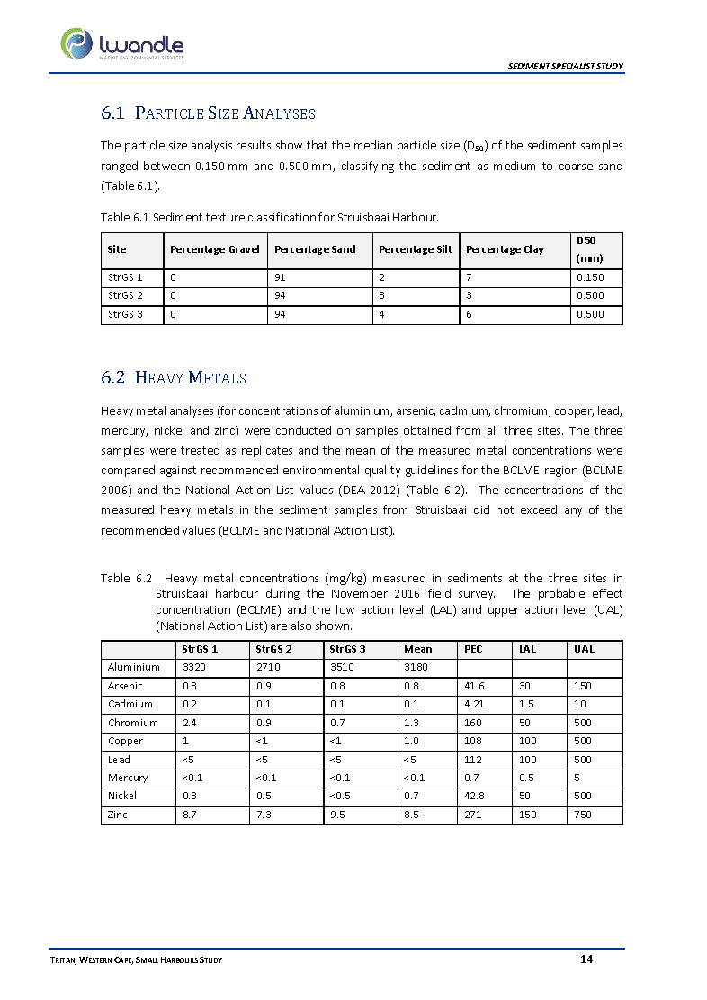 lwandle
MARINE ENVIRONMENTAL SERVICES
SEDIMENT SPECIALIST STUDY
6.1 PARTICLE SIZE ANALYSES
The particle size analysis results show that the median particle size (D50) of the sediment samples
ranged between 0.150 mm and 0.500 mm, classifying the sediment as medium to coarse sand
(Table 6.1).
Table 6.1 Sediment texture classification for Struisbaai Harbour.
Site Percentage Gravel Percentage Sand Percentage Silt Percentage Clay D50 (mm)
StrGS 1 0 91 2 7 0.150
StrGS 2 0 94 3 3 0.500
StrGS 3 0 94 4 6 0.500
6.2 HEAVY METALS
Heavy metal analyses (for concentrations of aluminium, arsenic, cadmium, chromium, copper, lead,
mercury, nickel and zinc) were conducted on samples obtained from all three sites. The three
samples were treated as replicates and the mean of the measured metal concentrations were
compared against recommended environmental quality guidelines for the BCLME region (BCLME
2006) and the National Action List values (DEA 2012) (Table 6.2). The concentrations of the
measured heavy metals in the sediment samples from Struisbaai did not exceed any of the
recommended values (BCLME and National Action List).
Table 6.2 Heavy metal concentrations (mg/kg) measured in sediments at the three sites in
Struisbaai harbour during the November 2016 field survey. The probable effect
concentration (BCLME) and the low action level (LAL) and upper action level (UAL)
(National Action List) are also shown.
StrGS 1 StrGS 2 StrGS 3 Mean PEC LAL UAL
Aluminium 3320 2710 3510 3180
Arsenic 0.8 0.9 0.8 0.8 41.6 30 150
Cadmium 0.2 0.1 0.1 0.1 4.21 1.5 10
Chromium 2.4 0.9 0.7 1.3 160 50 500
Copper 1 <1 <1 1.0 108 100 500
Lead <5 <5 <5 <5 112 100 500
Mercury <0.1 <0.1 <0.1 <0.1 0.7 0.5 5
Nickel 0.8 0.5 <0.5 0.7 42.8 50 500
Zinc 8.7 7.3 9.5 8.5 271 150 750
TRITAN, WESTERN CAPE, SMALL HARBOURS STUDY 14